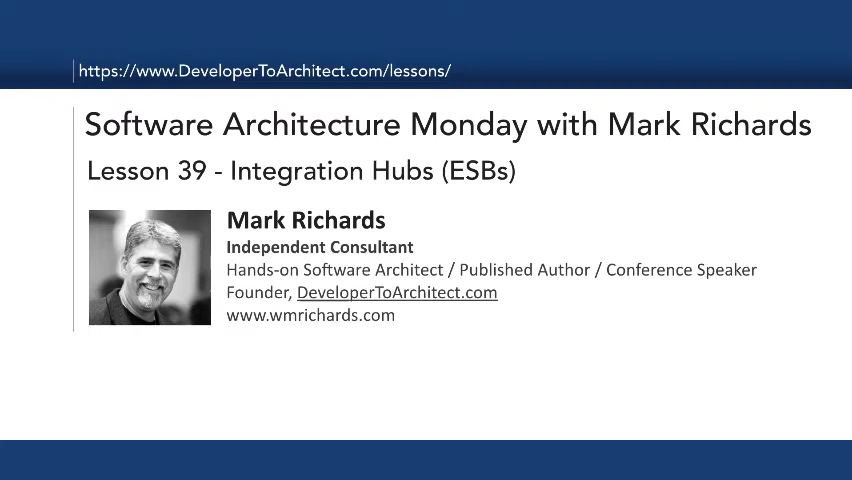 https://www.DeveloperToArchitect.com/lessons/
Software Architecture Monday with Mark Richards
Lesson 39 - Integration Hubs (ESBs)
Mark Richards
Independent Consultant
Hands-on Software Architect / Published Author / Conference Speaker
Founder, DeveloperToArchitect.com
www.wmrichards.com